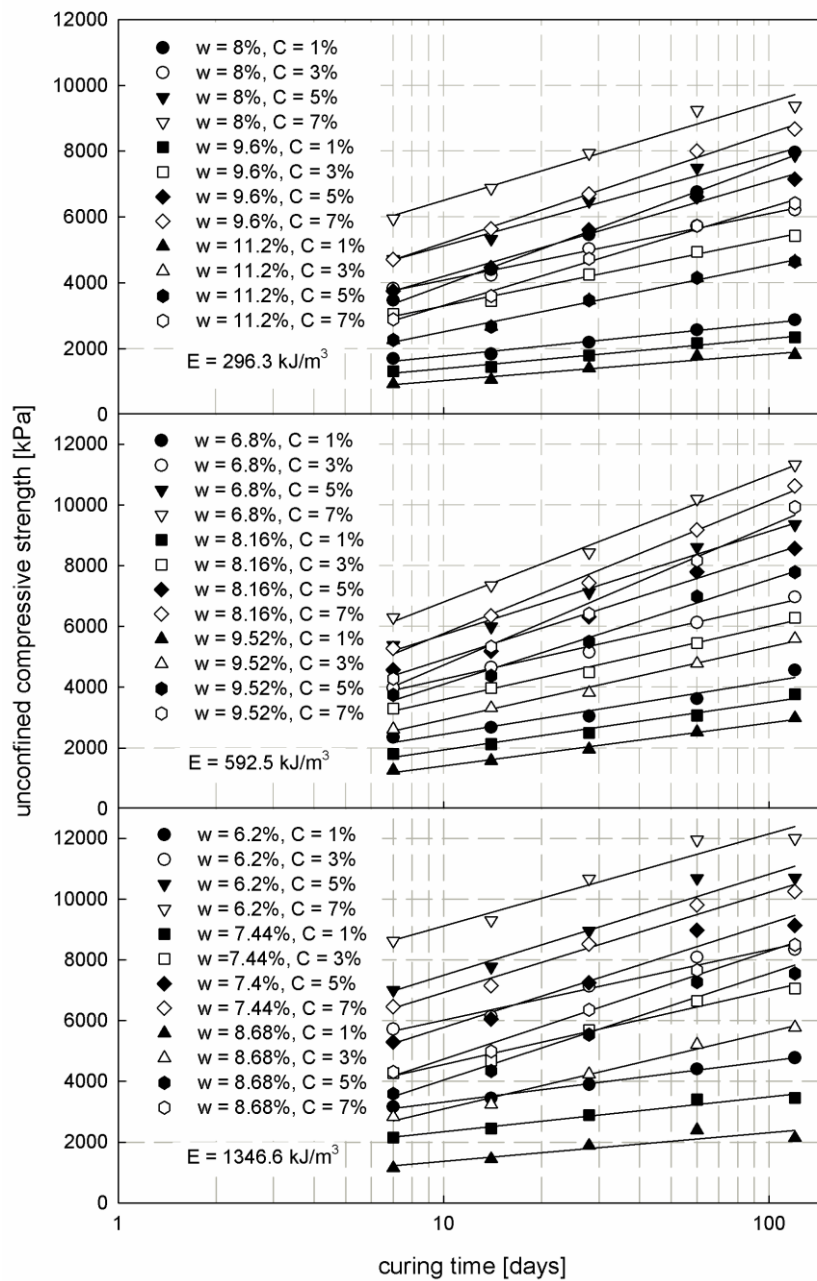 unconfined compressive strength [kPa]
12000
10000
8000
6000
4000
2000
0
w = 8%, C = 1%
w = 8%, C = 3%
w = 8%, C = 5%
w = 8%, C = 7%
w = 9.6%, C = 1%
w = 9.6%, C = 3%
w = 9.6%, C = 5%
w = 9.6%, C = 7%
w = 11.2%, C = 1%
w = 11.2%, C = 3%
w = 11.2%, C = 5%
w = 11.2%, C = 7%
E = 296.3 kJ/m³
12000
10000
8000
6000
4000
2000
0
w = 6.8%, C = 1%
w = 6.8%, C = 3%
w = 6.8%, C = 5%
w = 6.8%, C = 7%
w = 8.16%, C = 1%
w = 8.16%, C = 3%
w = 8.16%, C = 5%
w = 8.16%, C = 7%
w = 9.52%, C = 1%
w = 9.52%, C = 3%
w = 9.52%, C = 5%
w = 9.52%, C = 7%
E = 592.5 kJ/m³
12000
10000
8000
6000
4000
2000
0
w = 6.2%, C = 1%
w = 6.2%, C = 3%
w = 6.2%, C = 5%
w = 6.2%, C = 7%
w = 7.44%, C = 1%
w =7.44%, C = 3%
w = 7.4%, C = 5%
w = 7.44%, C = 7%
w = 8.68%, C = 1%
w = 8.68%, C = 3%
w = 8.68%, C = 5%
w = 8.68%, C = 7%
E = 1346.6 kJ/m³
1 10 100
curing time [days]